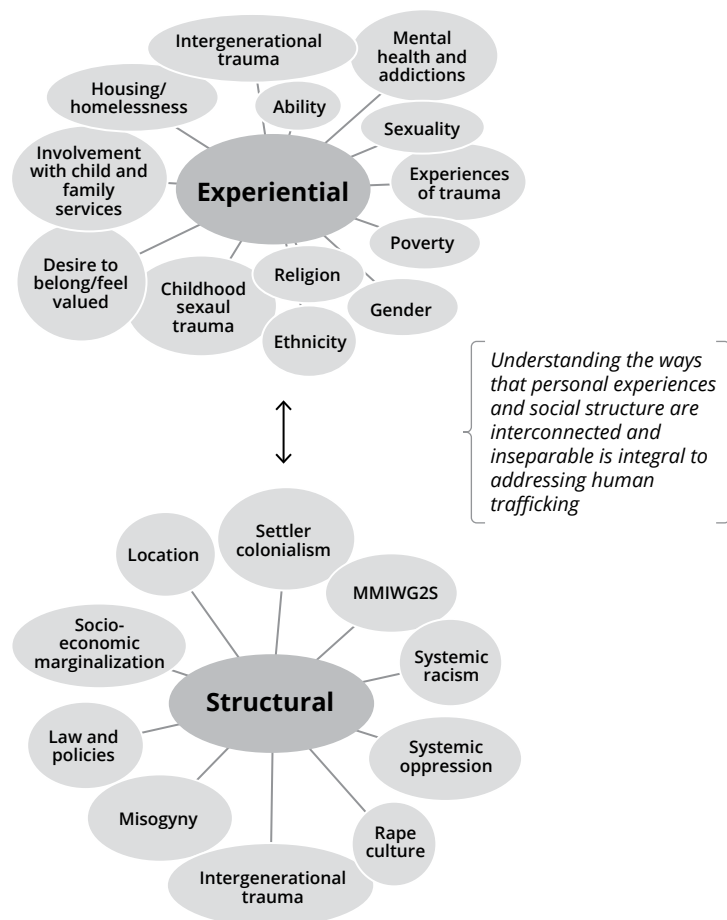 Intergenerational
trauma
Mental
health and
addictions
Housing/
homelessness
Ability
Sexuality
Involvement
with child and
family
services
Experiential
Experiences
of trauma
Poverty
Desire to
belong/feel
valued
Childhood
sexaul
trauma
Religion
Gender
Ethnicity
Understanding the ways
that personal experiences
and social structure are
interconnected and
inseparable is integral to
addressing human
trafficking
Settler
colonialism
Location
MMIWG2S
Socio-
economic
marginalization
Systemic
racism
Structural
Law and
policies
Systemic
oppression
Misogyny
Rape
culture
Intergenerational
trauma